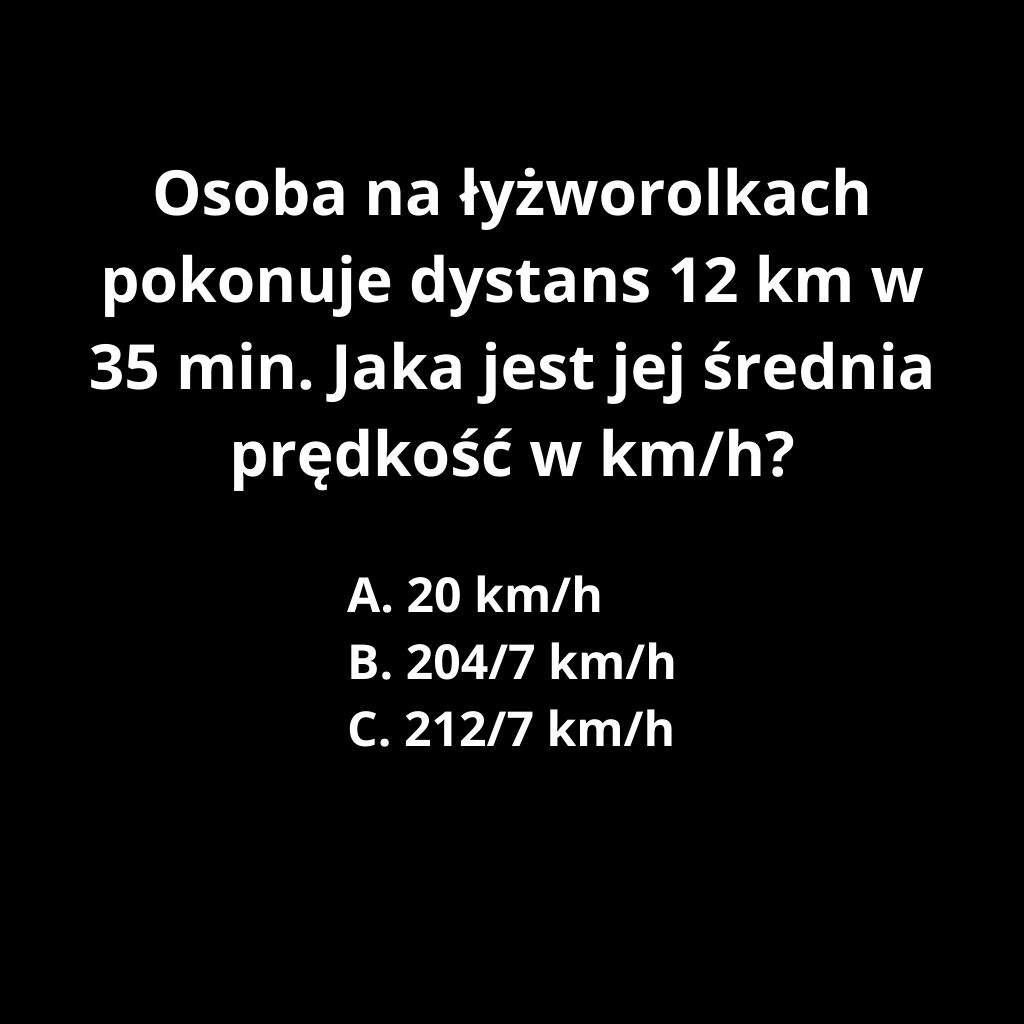 Osoba na łyżworolkach
pokonuje dystans 12 km w
35 min. Jaka jest jej średnia
prędkość w km/h?
A. 20 km/h
B. 204/7 km/h
C. 212/7 km/h